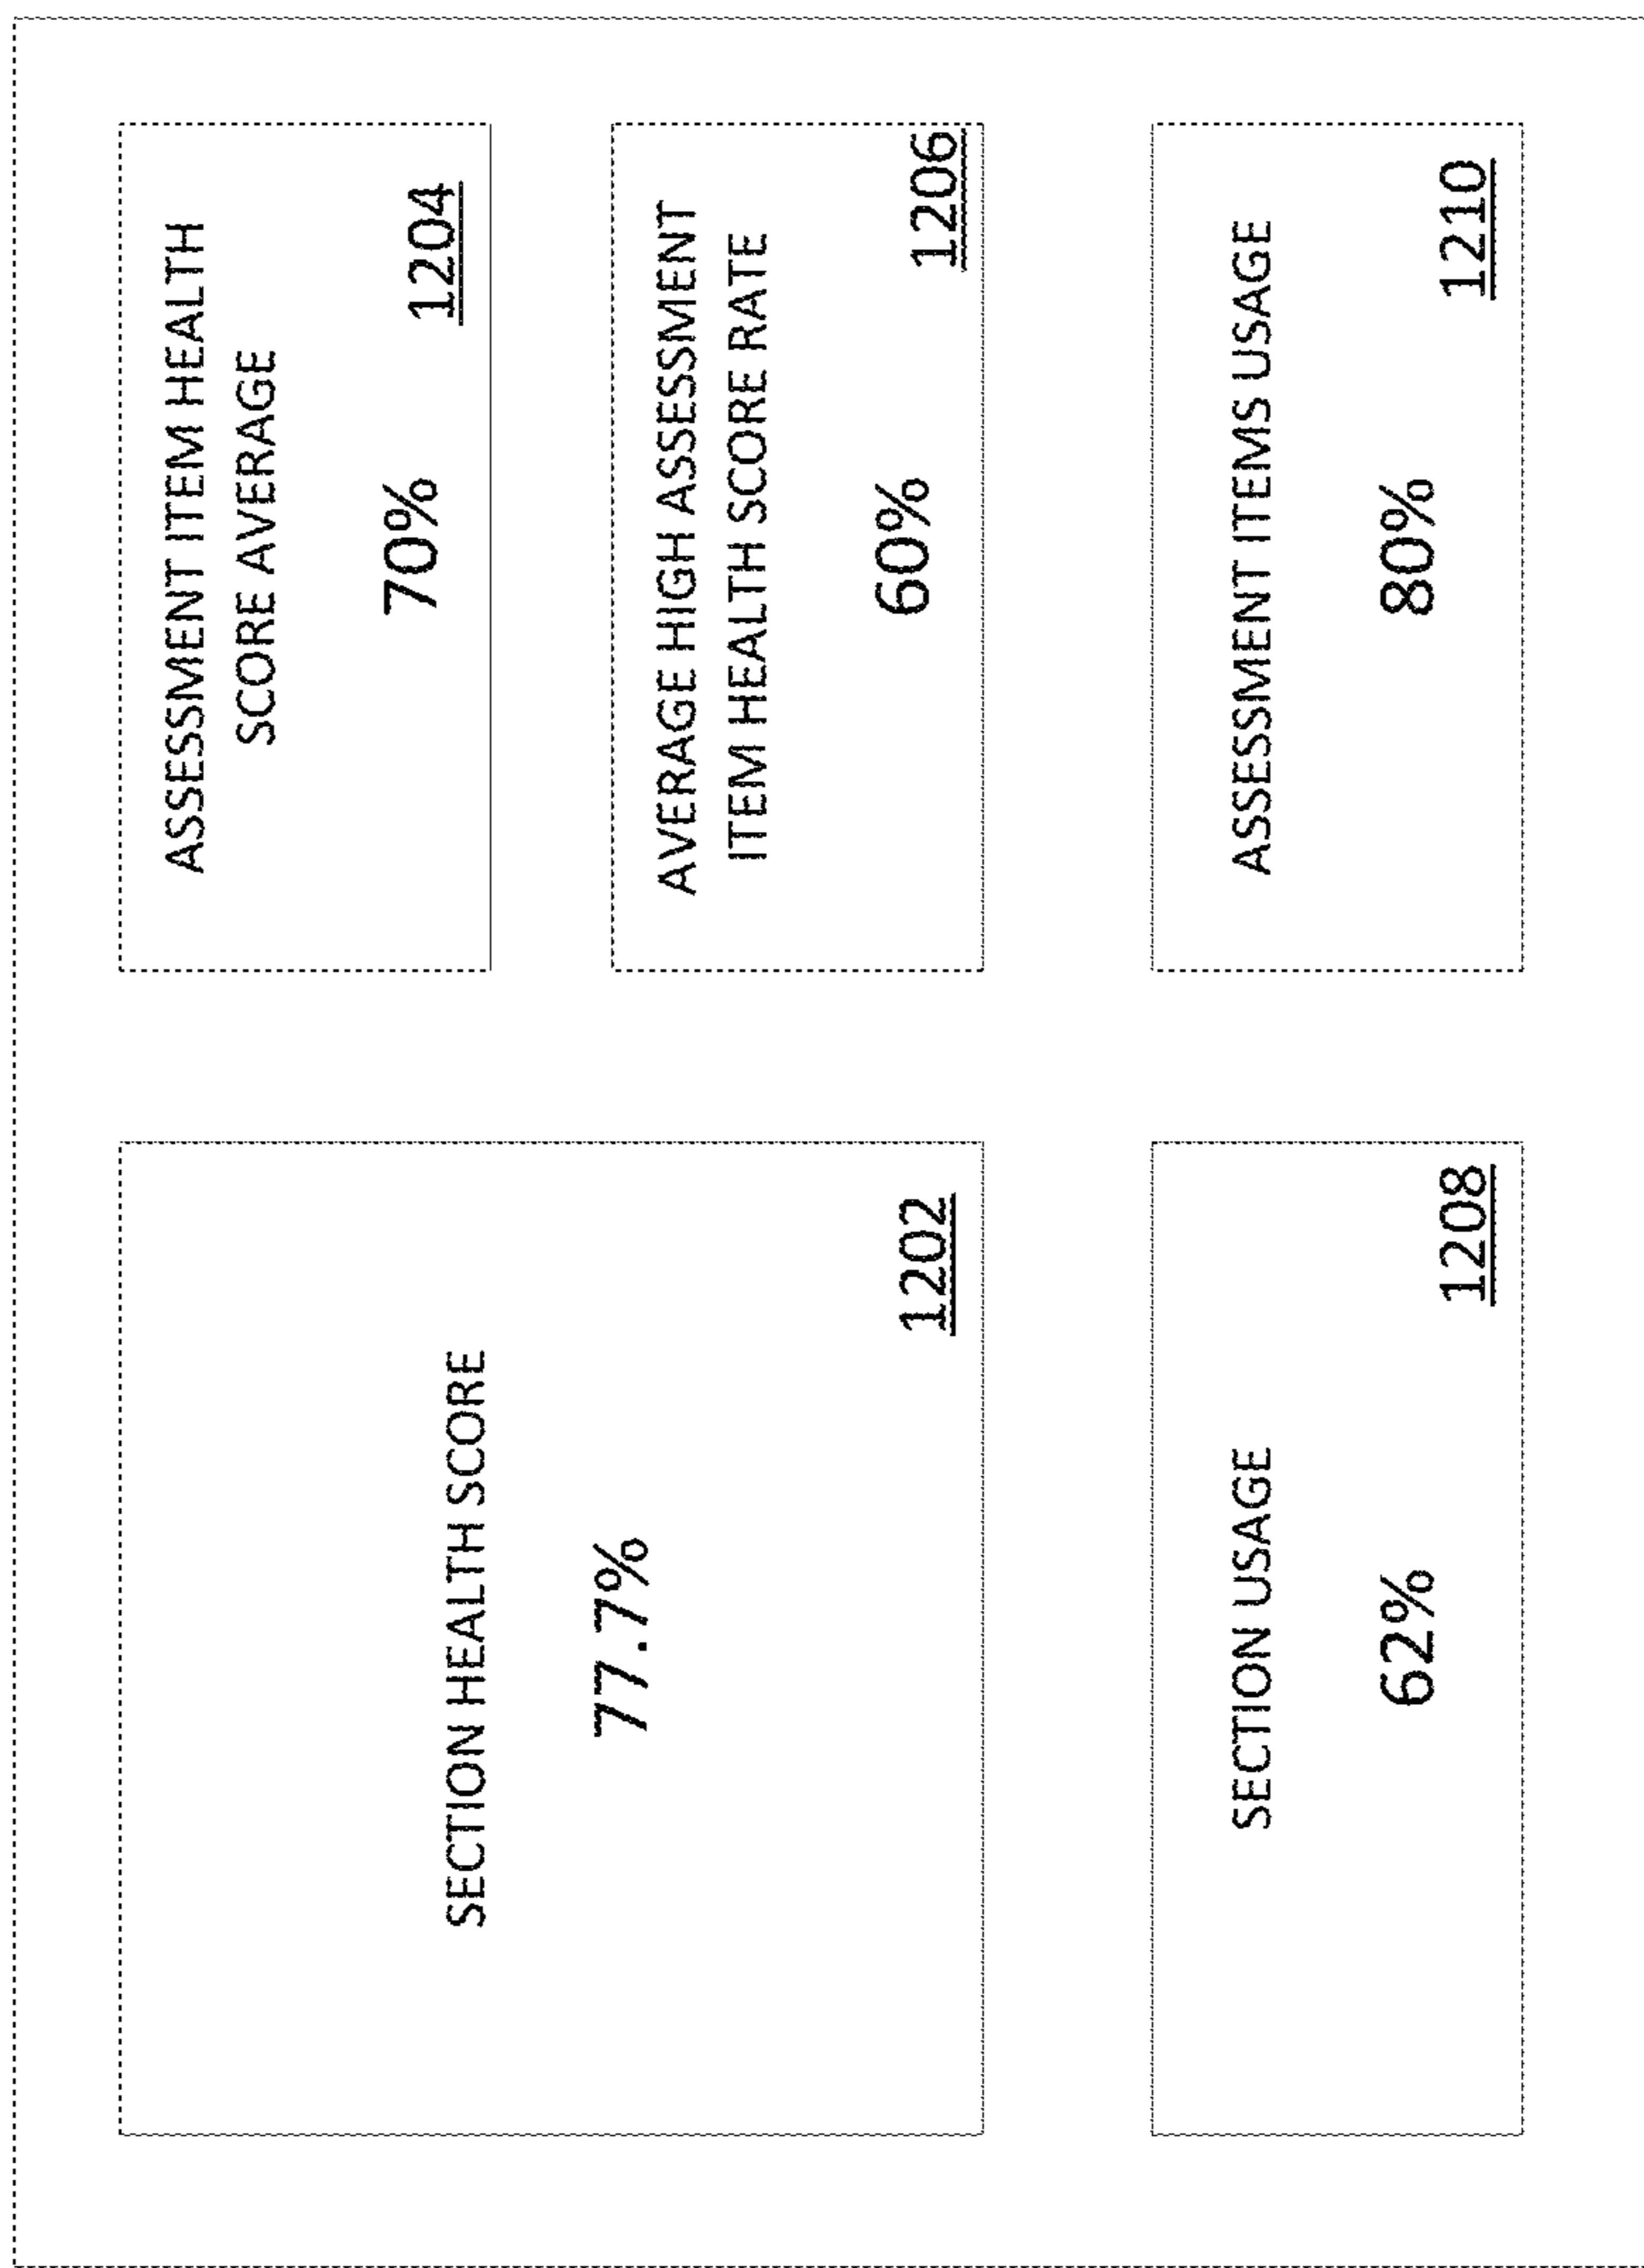 SECTION HEALTH SCORE
77.7%
1202
ASSESSMENT ITEM HEALTH
SCORE AVERAGE
70%
1204
AVERAGE HIGH ASSESSMENT
ITEM HEALTH SCORE RATE
60%
1206
SECTION USAGE
62%
1208
ASSESSMENT ITEMS USAGE
80%
1210